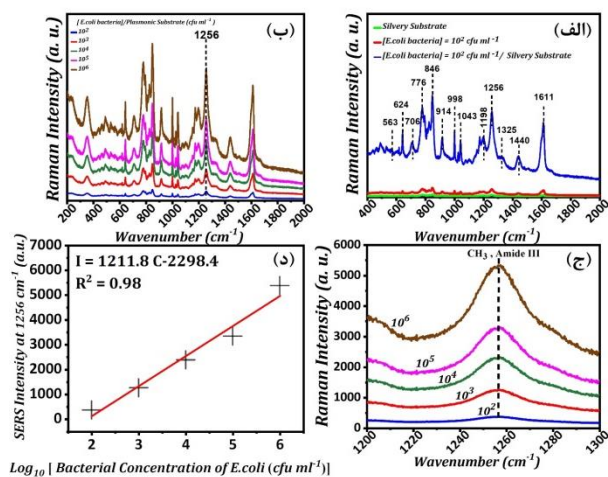 [E.coli bacteria]/Plasmonic Substrate (cfu ml⁻¹)
10²
10³
10⁴
10⁵
10⁶
1256
(ب)
Raman Intensity (a. u.)
200 400 600 800 1000 1200 1400 1600 1800 2000
Wavenumber (cm⁻¹)
Silvery Substrate
[E.coli bacteria] = 10² cfu ml⁻¹
[E.coli bacteria] = 10² cfu ml⁻¹/ Silvery Substrate
(الف)
563
624
706
776
846
914
998
1043
1198
1256
1325
1440
1611
Raman Intensity (a. u.)
400 600 800 1000 1200 1400 1600 1800 2000
Wavenumber (cm⁻¹)
I = 1211.8 C-2298.4
R² = 0.98
(د)
SERS Intensity at 1256 cm⁻¹ (a.u.)
7000
6000
5000
4000
3000
2000
1000
0
2 3 4 5 6
Log₁₀ [ Bacterial Concentration of E.coli (cfu ml⁻¹)]
CH₃ , Amide III
(ج)
10⁶
10⁵
10⁴
10³
10²
Raman Intensity (a. u.)
6000
5000
4000
3000
2000
1000
0
1200 1220 1240 1260 1280 1300
Wavenumber (cm⁻¹)